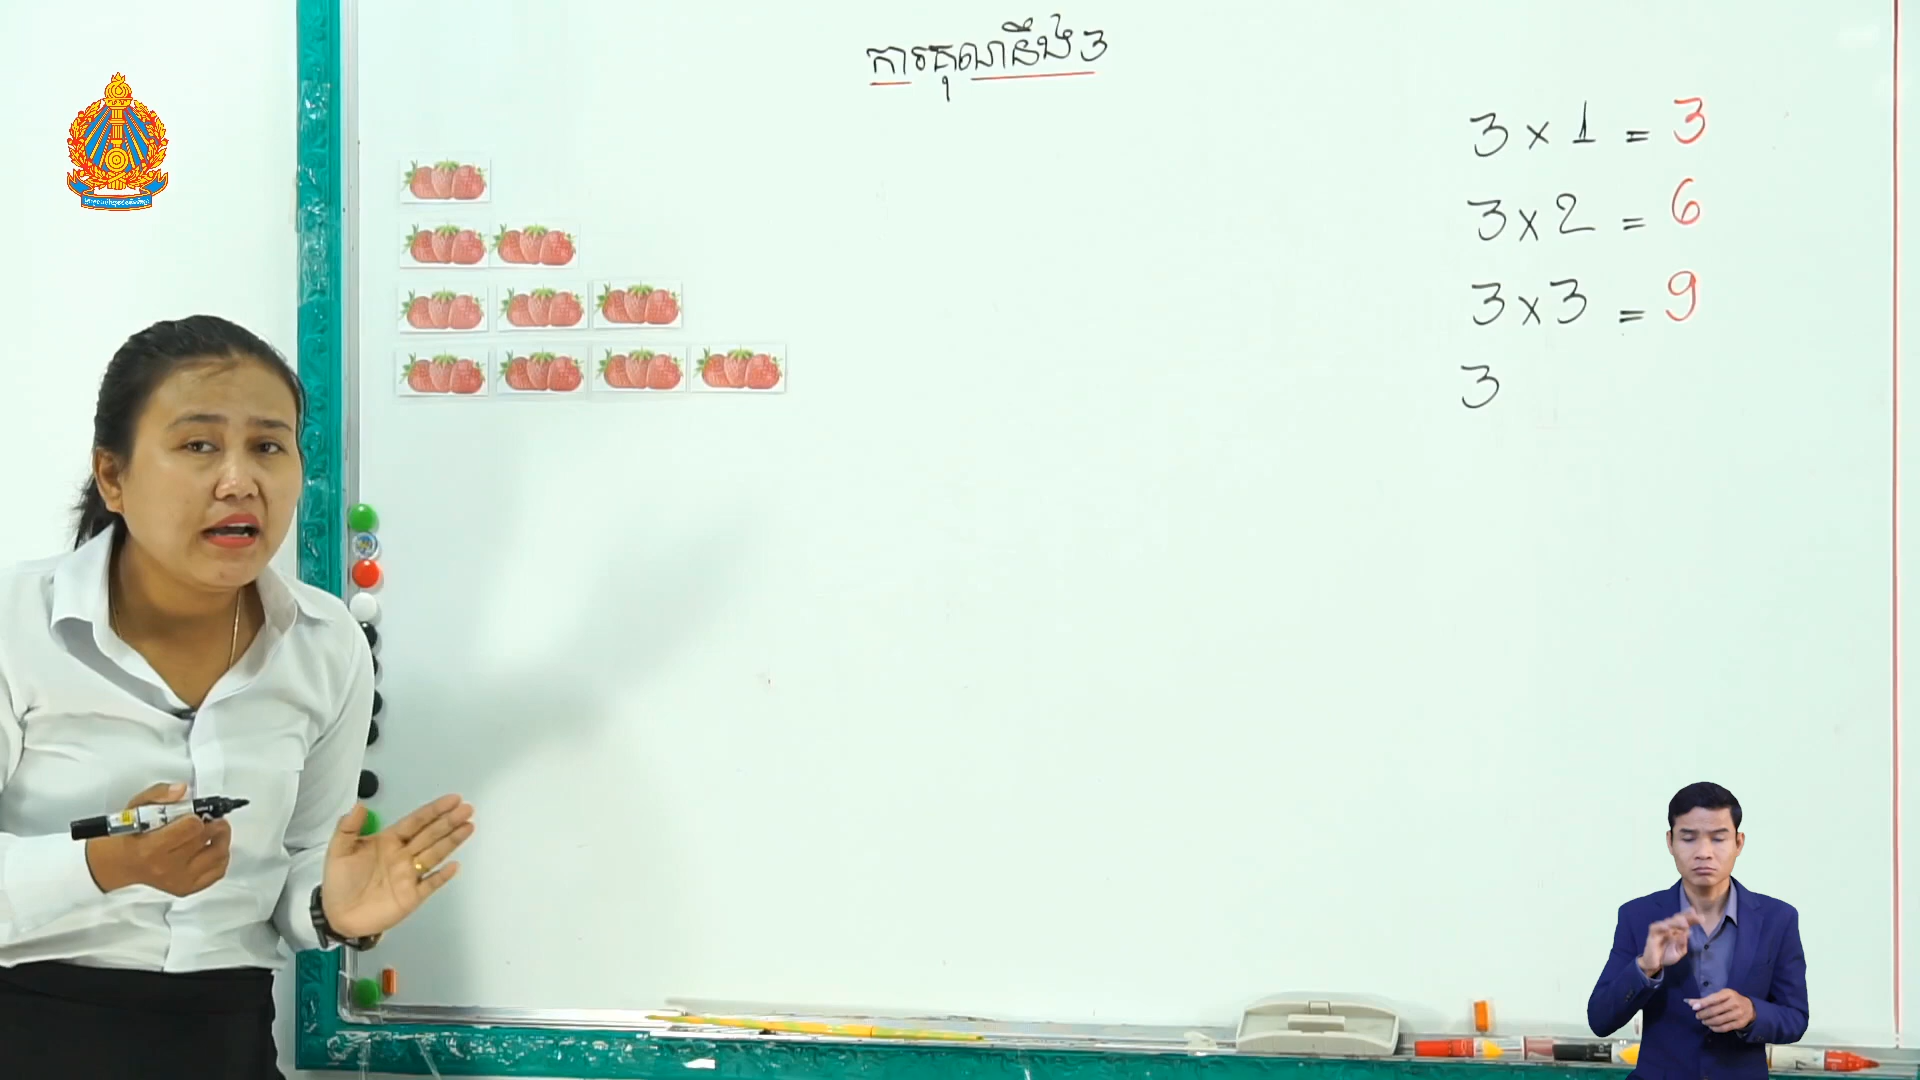 ការគុណនឹង 3
3 × 1 = 3
3 × 2 = 6
3 × 3 = 9
3